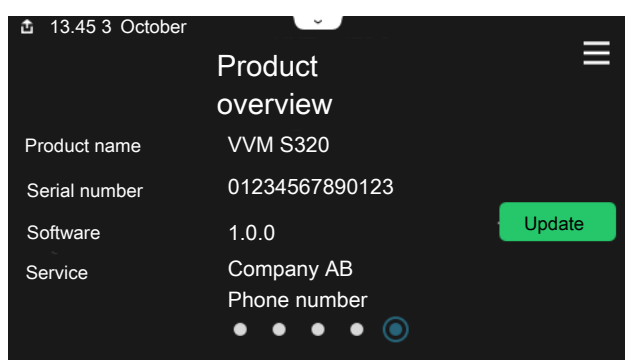 13.45 3 October
Product
overview
Product name VVM S320
Serial number 01234567890123
Software 1.0.0 Update
Service Company AB
Phone number